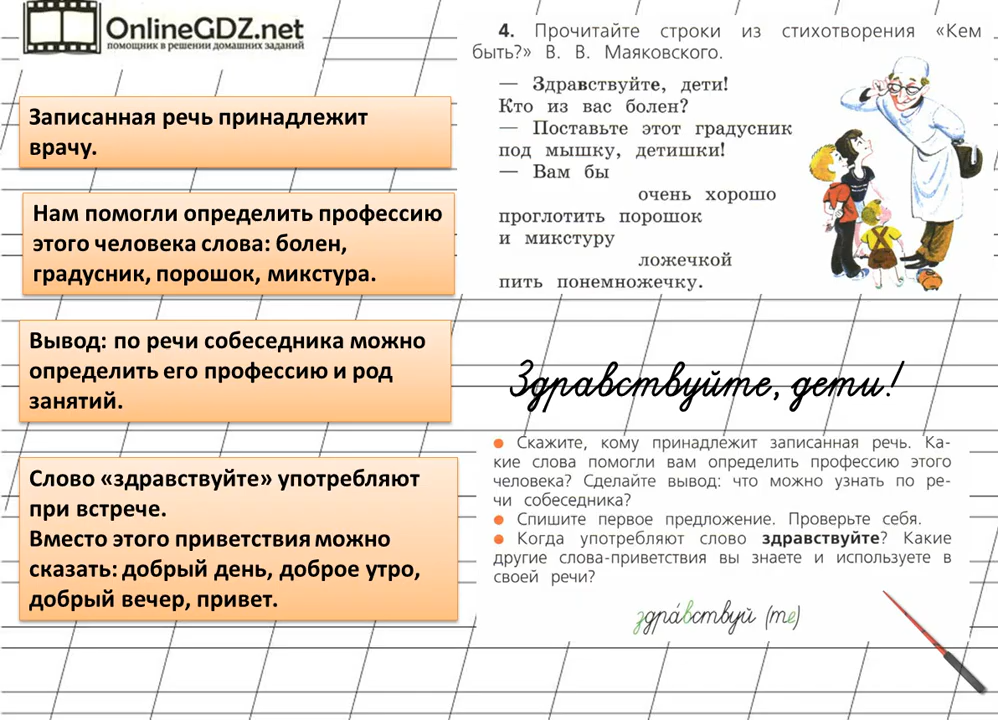 OnlineGDZ.net
помощник в решении домашних заданий
Записанная речь принадлежит
врачу.
Нам помогли определить профессию
этого человека слова: болен,
градусник, порошок, микстура.
Вывод: по речи собеседника можно
определить его профессию и род
занятий.
Слово «здравствуйте» употребляют
при встрече.
Вместо этого приветствия можно
сказать: добрый день, доброе утро,
добрый вечер, привет.
4. Прочитайте строки из стихотворения «Кем
быть?» В. В. Маяковского.
— Здравствуйте, дети!
Кто из вас болен?
— Поставьте этот градусник
под мышку, детишки!
— Вам бы
очень хорошо
проглотить порошок
и микстуру
ложечкой
пить понемножечку.
Здравствуйте, дети!
● Скажите, кому принадлежит записанная речь. Ка-
кие слова помогли вам определить профессию этого
человека? Сделайте вывод: что можно узнать по ре-
чи собеседника?
● Спишите первое предложение. Проверьте себя.
● Когда употребляют слово здравствуйте? Какие
другие слова-приветствия вы знаете и используете в
своей речи?
здра́вствуй (те)